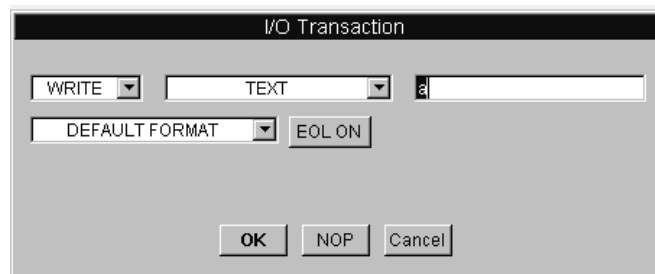 I/O Transaction
WRITE TEXT a
DEFAULT FORMAT EOL ON
OK NOP Cancel